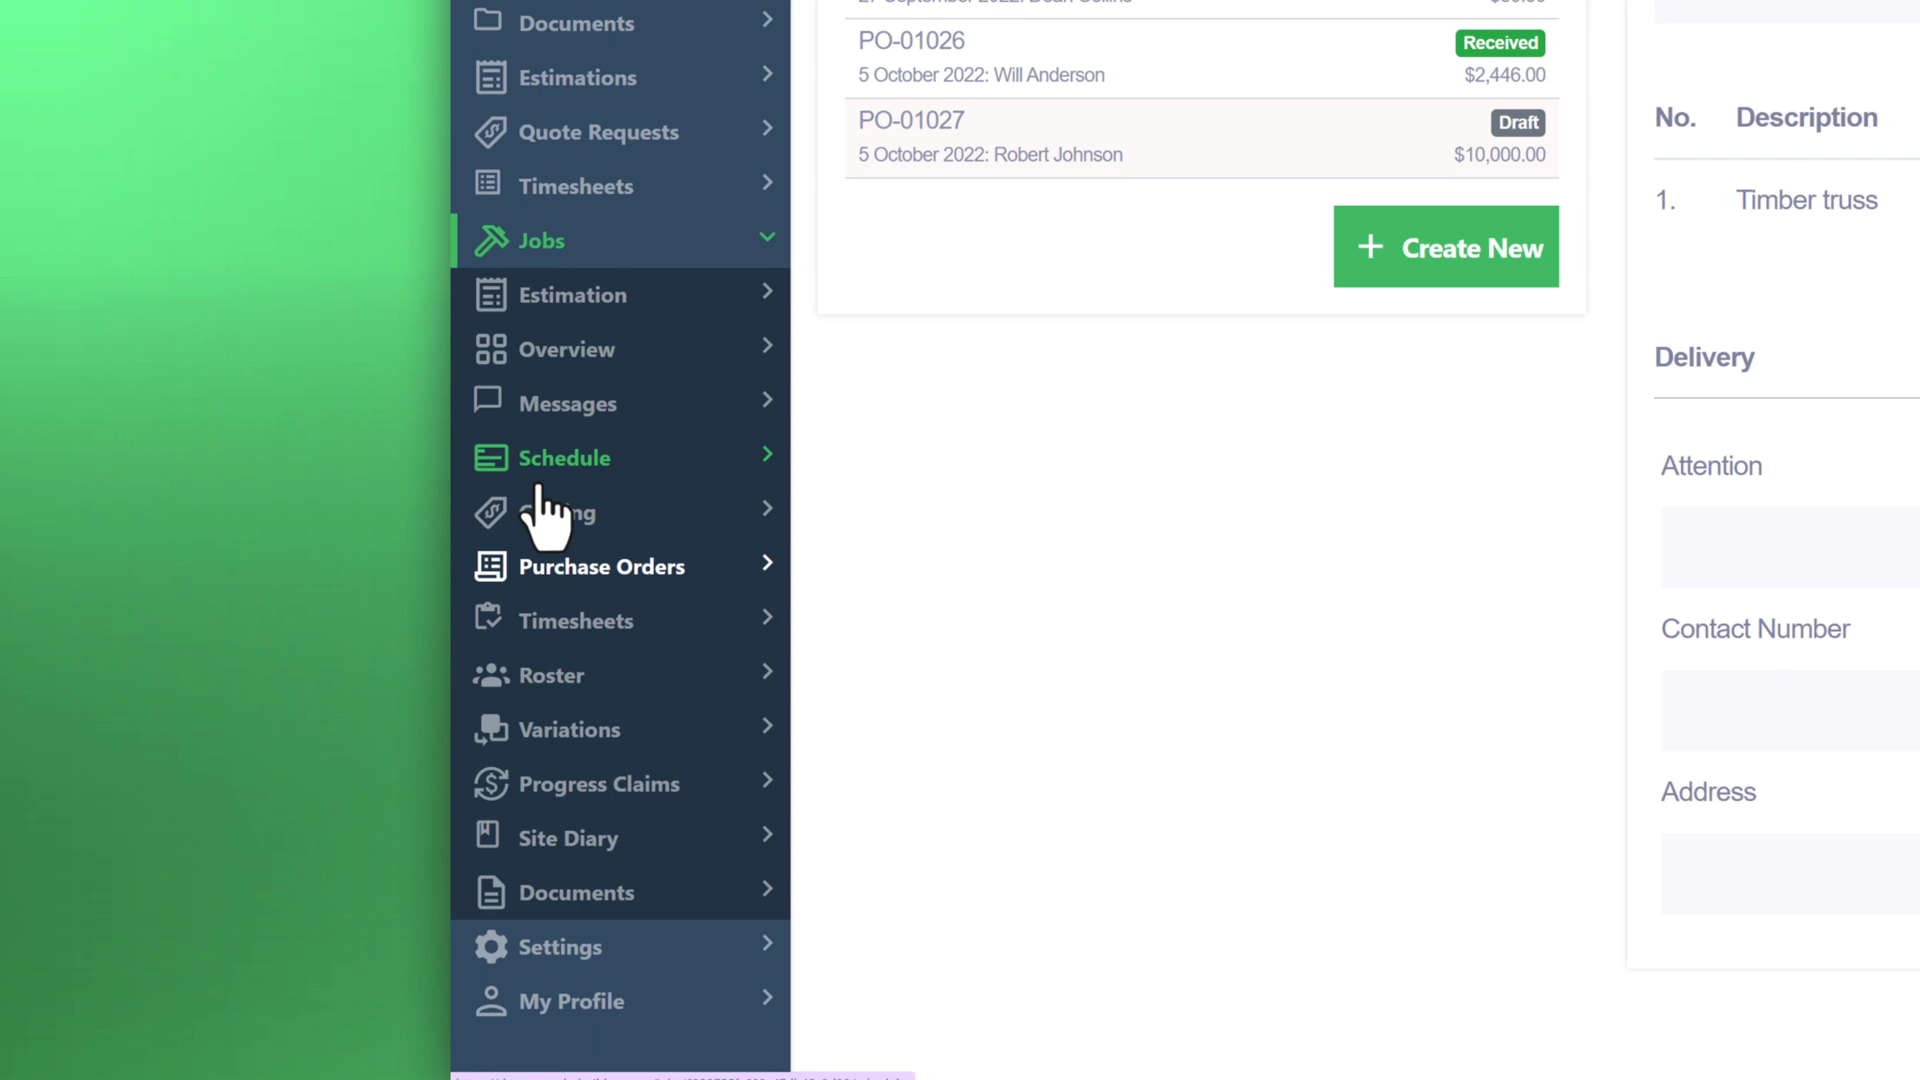 Documents
Estimations
Quote Requests
Timesheets
Jobs
Estimation
Overview
Messages
Schedule
Purchase Orders
Timesheets
Roster
Variations
Progress Claims
Site Diary
Documents
Settings
My Profile
PO-01026
Received
5 October 2022: Will Anderson
$2,446.00
PO-01027
Draft
5 October 2022: Robert Johnson
$10,000.00
+ Create New
No. Description
1. Timber truss
Delivery
Attention
Contact Number
Address